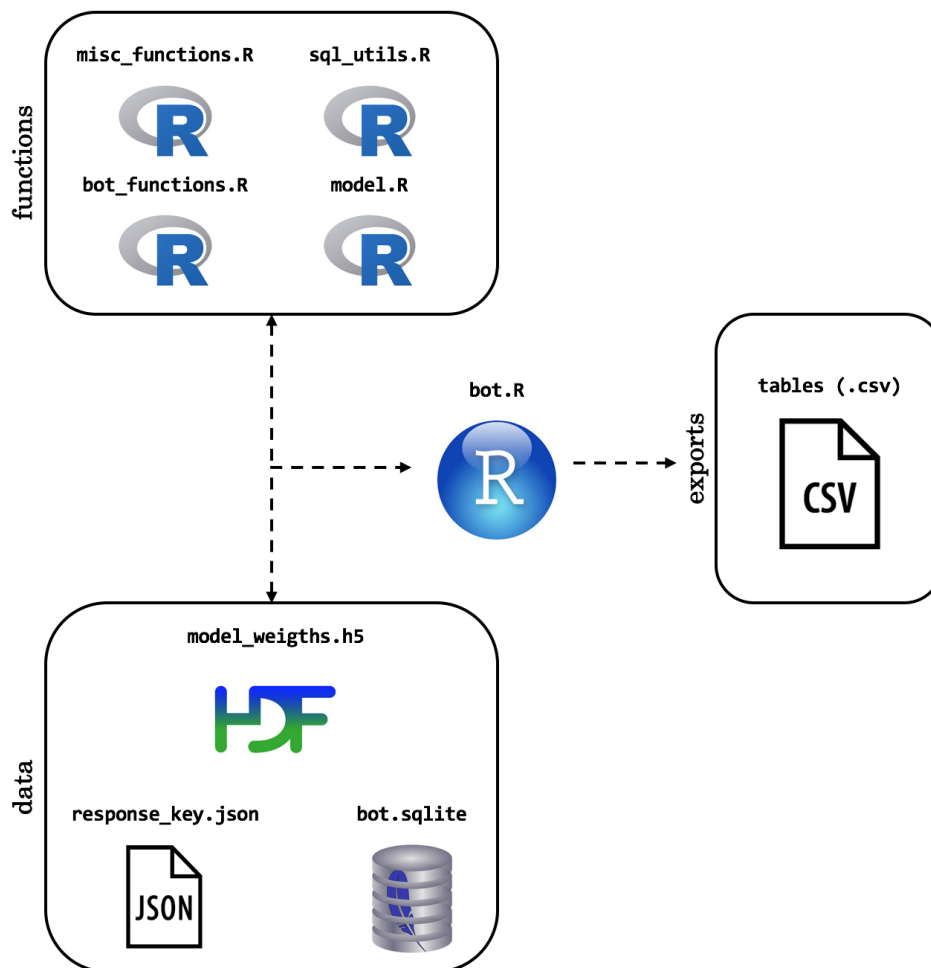 misc_functions.R
sql_utils.R
R
R
bot_functions.R
model.R
R
R
functions
bot.R
R
tables (.csv)
CSV
exports
model_weigths.h5
HDF
response_key.json
bot.sqlite
JSON
data